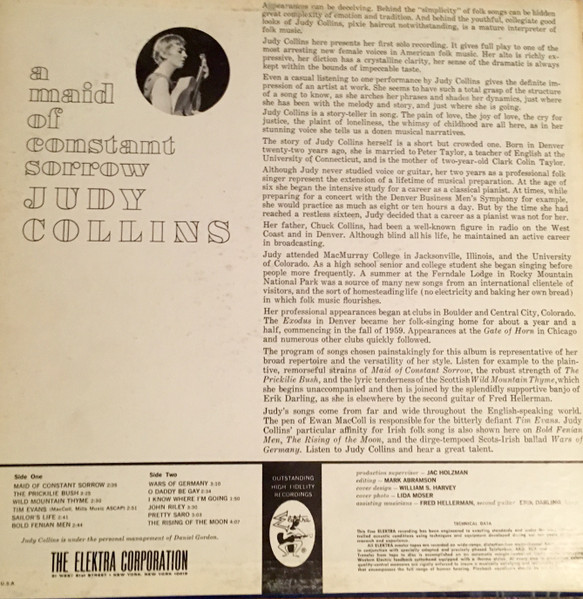 a
maid
of
constant
sorrow
JUDY
COLLINS
Appearances can be deceiving. Behind the "simplicity" of folk songs can be hidden
great complexity of emotion and tradition. And behind the youthful, collegiate good
looks of Judy Collins, pixie haircut notwithstanding, is a mature interpreter of
folk music.
Judy Collins here presents her first solo recording. It gives full play to one of the
most arresting new female voices in American folk music. Her alto is richly ex-
pressive, her diction has a crystalline clarity, her sense of the dramatic is always
kept within the bounds of impeccable taste.
Even a casual listening to one performance by Judy Collins gives the definite im-
pression of an artist at work. She seems to have such a total grasp of the structure
of a song to know, as she arches her phrases and shades her dynamics, just where
she has been with the melody and story, and just where she is going.
Judy Collins is a story-teller in song. The pain of love, the joy of love, the cry for
justice, the plaint of loneliness, the whimsy of childhood are all here, as in her
stunning voice she tells us a dozen musical narratives.
The story of Judy Collins herself is a short but crowded one. Born in Denver
twenty-two years ago, she is married to Peter Taylor, a teacher of English at the
University of Connecticut, and is the mother of two-year-old Clark Colin Taylor.
Although Judy never studied voice or guitar, her two years as a professional folk
singer represent the extension of a lifetime of musical preparation. At the age of
six she began the intensive study for a career as a classical pianist. At times, while
preparing for a concert with the Denver Business Men's Symphony for example,
she would practice as much as eight or ten hours a day. But by the time she had
reached a restless sixteen, Judy decided that a career as a pianist was not for her.
Her father, Chuck Collins, had been a well-known figure in radio on the West
Coast and in Denver. Although blind all his life, he maintained an active career
in broadcasting.
Judy attended MacMurray College in Jacksonville, Illinois, and the University
of Colorado. As a high school senior and college student she began singing before
people more frequently. A summer at the Ferndale Lodge in Rocky Mountain
National Park was a source of many new songs from an international clientele of
visitors, and the sort of homesteading life (no electricity and baking her own bread)
in which folk music flourishes.
Her professional appearances began at clubs in Boulder and Central City, Colorado.
The Exodus in Denver became her folk-singing home for about a year and a
half, commencing in the fall of 1959. Appearances at the Gate of Horn in Chicago
and numerous other clubs quickly followed.
The program of songs chosen painstakingly for this album is representative of her
broad repertoire and the versatility of her style. Listen for example to the plain-
tive, remorseful strains of Maid of Constant Sorrow, the robust strength of The
Prickilie Bush, and the lyric tenderness of the Scottish Wild Mountain Thyme, which
she begins unaccompanied and then is joined by the splendidly supportive banjo of
Erik Darling, as she is elsewhere by the second guitar of Fred Hellerman.
Judy's songs come from far and wide throughout the English-speaking world.
The pen of Ewan MacColl is responsible for the bitterly defiant Tim Evans. Judy
Collins' particular affinity for Irish folk song is also shown here on Bold Fenian
Men, The Rising of the Moon, and the dirge-tempoed Scots-Irish ballad Wars of
Germany. Listen to Judy Collins and hear a great talent.
Side One
MAID OF CONSTANT SORROW
THE PRICKILIE BUSH
WILD MOUNTAIN THYME
TIM EVANS (MacColl, Mills Music ASCAP)
SAILOR'S LIFE
BOLD FENIAN MEN
Side Two
WARS OF GERMANY
O DADDY BE GAY
I KNOW WHERE I'M GOING
JOHN RILEY
PRETTY SARO
THE RISING OF THE MOON
Judy Collins is under the personal management of Daniel Gordon.
THE ELEKTRA CORPORATION
51 WEST 51st STREET • NEW YORK, NEW YORK 10019
OUTSTANDING
HIGH FIDELITY
RECORDINGS
production supervisor — JAC HOLZMAN
editing — MARK ABRAMSON
cover design — WILLIAM S. HARVEY
cover photo — LIDA MOSER
assisting musicians — FRED HELLERMAN, second guitar ERIK DARLING
TECHNICAL DATA